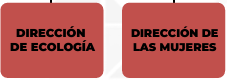 DIRECCIÓN
DE ECOLOGÍA
DIRECCIÓN DE
LAS MUJERES